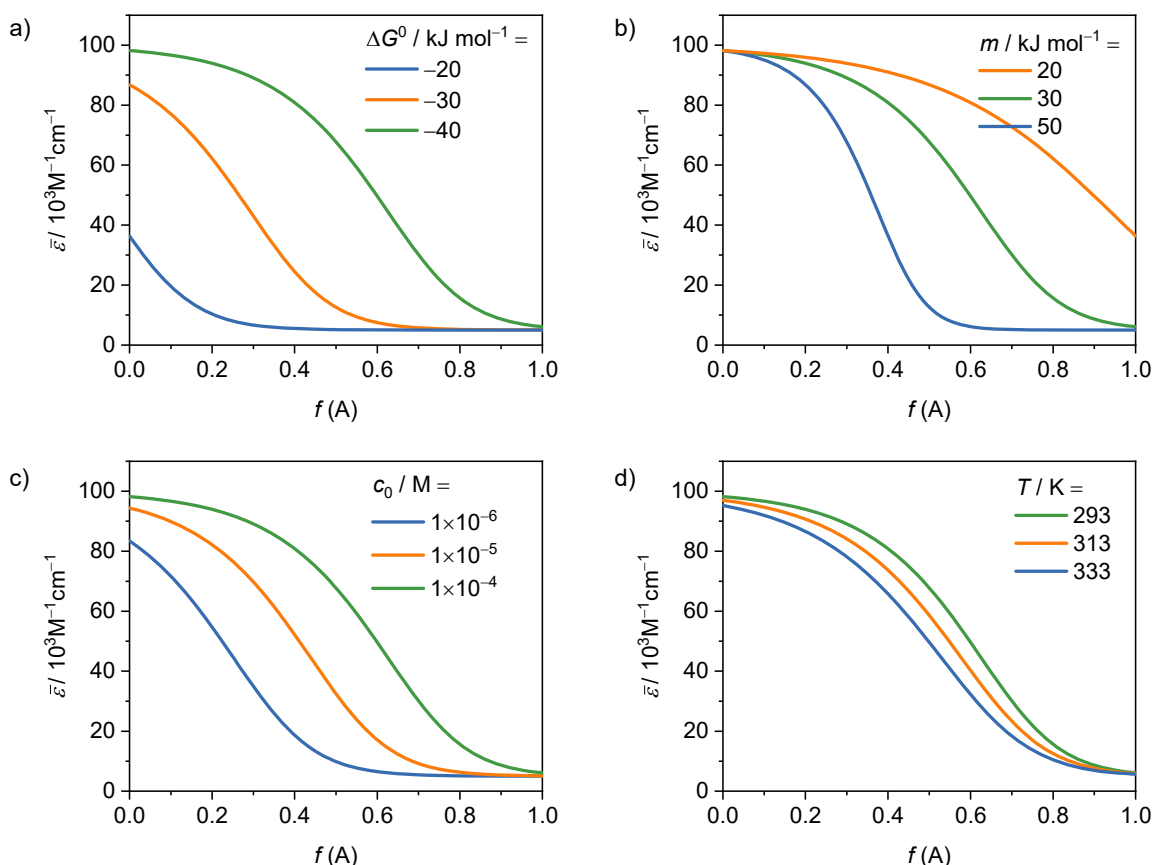 a)
ΔG⁰ / kJ mol⁻¹ =
–20
–30
–40
ε̅ / 10³M⁻¹cm⁻¹
100
80
60
40
20
0
0.0 0.2 0.4 0.6 0.8 1.0
f (A)
b)
m / kJ mol⁻¹ =
20
30
50
ε̅ / 10³M⁻¹cm⁻¹
100
80
60
40
20
0
0.0 0.2 0.4 0.6 0.8 1.0
f (A)
c)
c₀ / M =
1×10⁻⁶
1×10⁻⁵
1×10⁻⁴
ε̅ / 10³M⁻¹cm⁻¹
100
80
60
40
20
0
0.0 0.2 0.4 0.6 0.8 1.0
f (A)
d)
T / K =
293
313
333
ε̅ / 10³M⁻¹cm⁻¹
100
80
60
40
20
0
0.0 0.2 0.4 0.6 0.8 1.0
f (A)